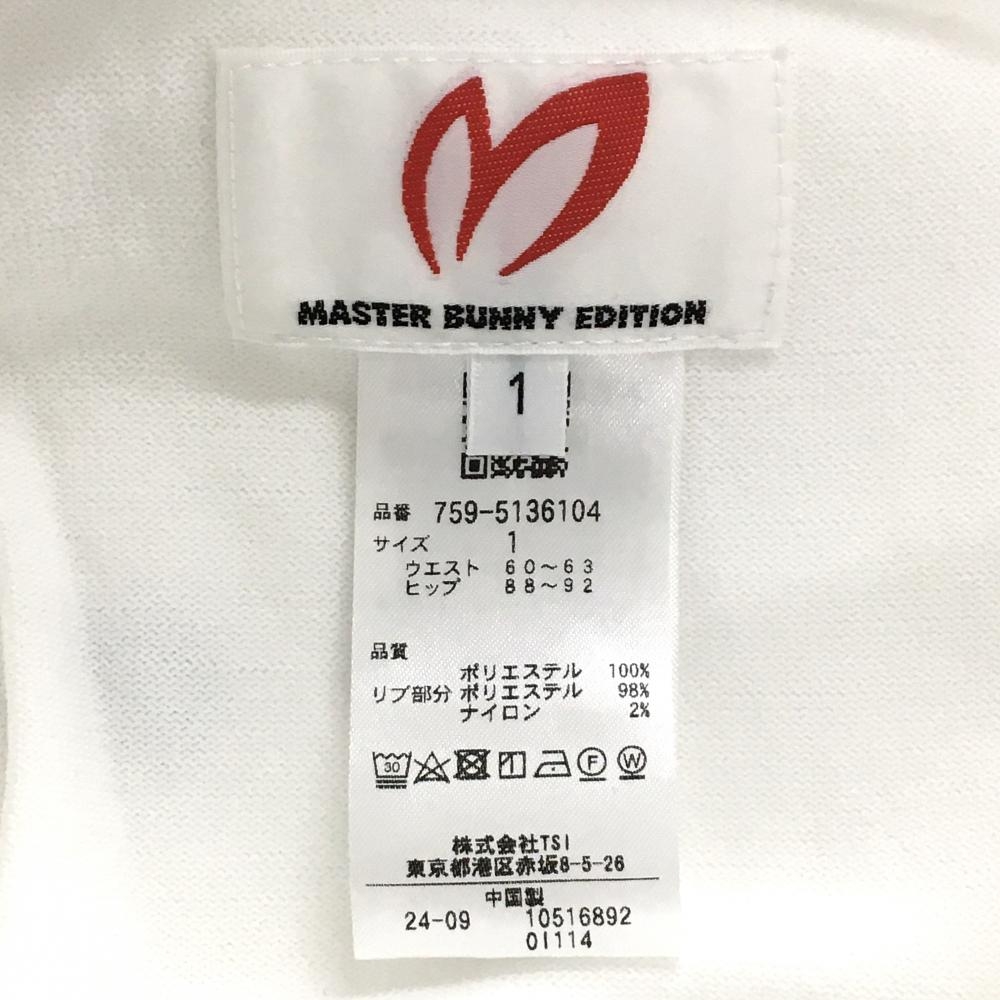 MASTER BUNNY EDITION
1
品番 759-5136104
サイズ 1
ウエスト 60~63
ヒップ 88~92
品質
ポリエステル 100%
リブ部分 ポリエステル 98%
ナイロン 2%
30 F W
株式会社TSI
東京都港区赤坂8-5-26
中国製
24-09 10516892
01114